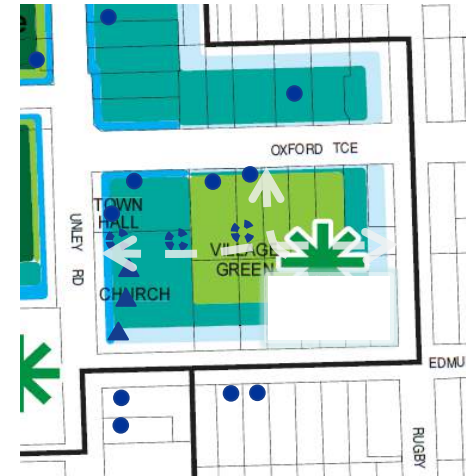 OXFORD TCE
TOWN
HALL
UNLEY RD
VILLAGE
GREEN
CHURCH
EDMU
RUGBY